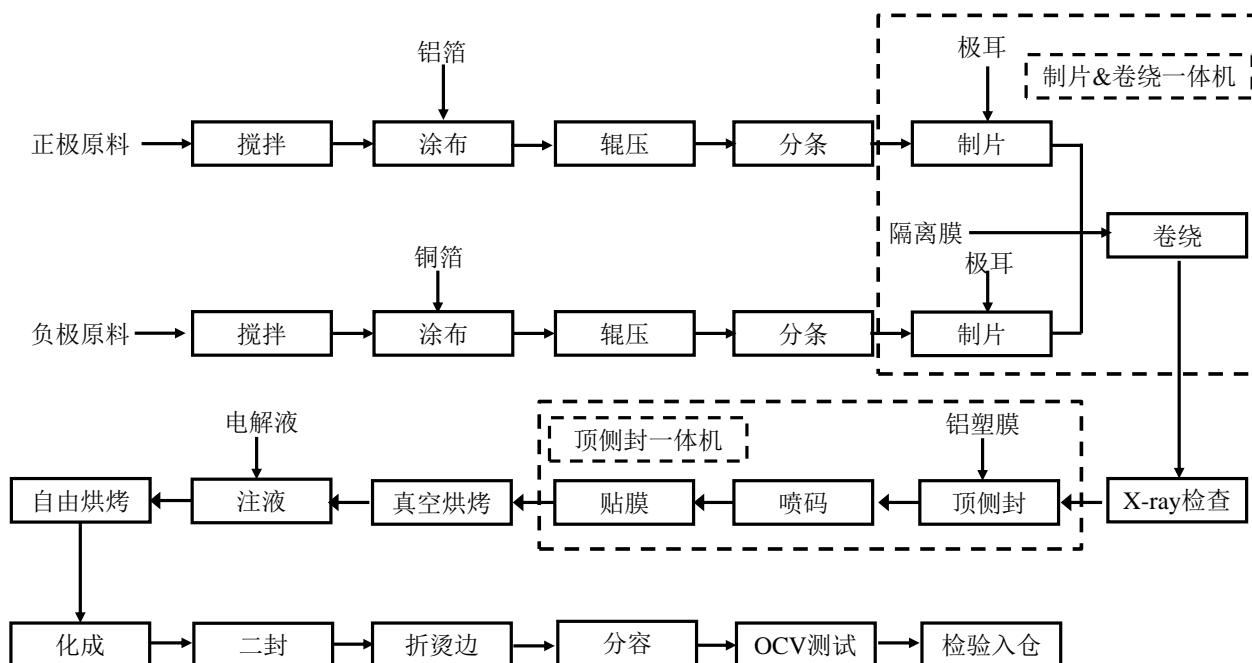 铝箔
极耳
制片&卷绕一体机
正极原料
搅拌
涂布
辊压
分条
制片
隔离膜
卷绕
铜箔
极耳
负极原料
搅拌
涂布
辊压
分条
制片
电解液
顶侧封一体机
铝塑膜
自由烘烤
注液
真空烘烤
贴膜
喷码
顶侧封
X-ray检查
化成
二封
折烫边
分容
OCV测试
检验入仓